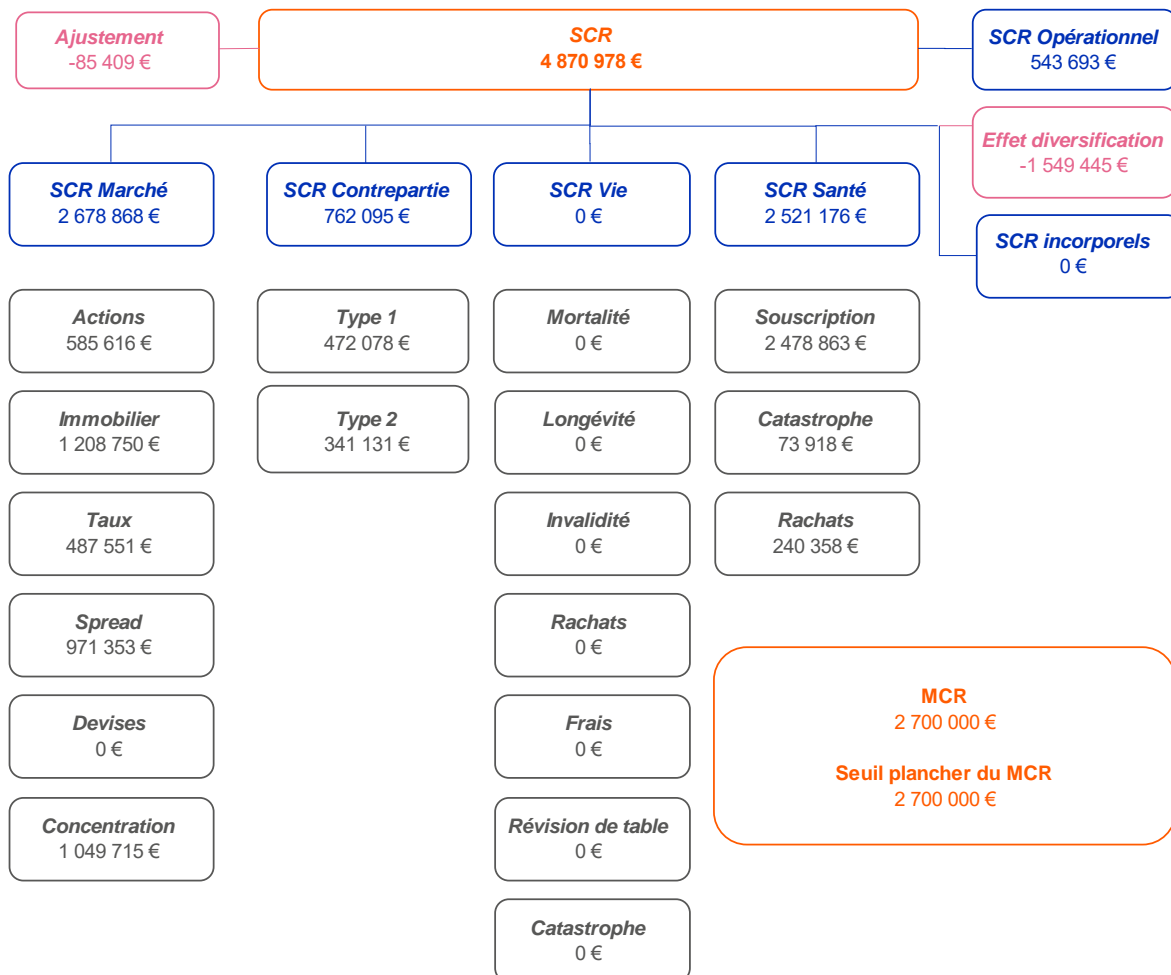 Ajustement
-85 409 €
SCR
4 870 978 €
SCR Opérationnel
543 693 €
Effet diversification
-1 549 445 €
SCR Marché
2 678 868 €
SCR Contrepartie
762 095 €
SCR Vie
0 €
SCR Santé
2 521 176 €
SCR incorporels
0 €
Actions
585 616 €
Type 1
472 078 €
Mortalité
0 €
Souscription
2 478 863 €
Immobilier
1 208 750 €
Type 2
341 131 €
Longévité
0 €
Catastrophe
73 918 €
Taux
487 551 €
Invalidité
0 €
Rachats
240 358 €
Spread
971 353 €
Rachats
0 €
Devises
0 €
Frais
0 €
MCR
2 700 000 €
Seuil plancher du MCR
2 700 000 €
Concentration
1 049 715 €
Révision de table
0 €
Catastrophe
0 €